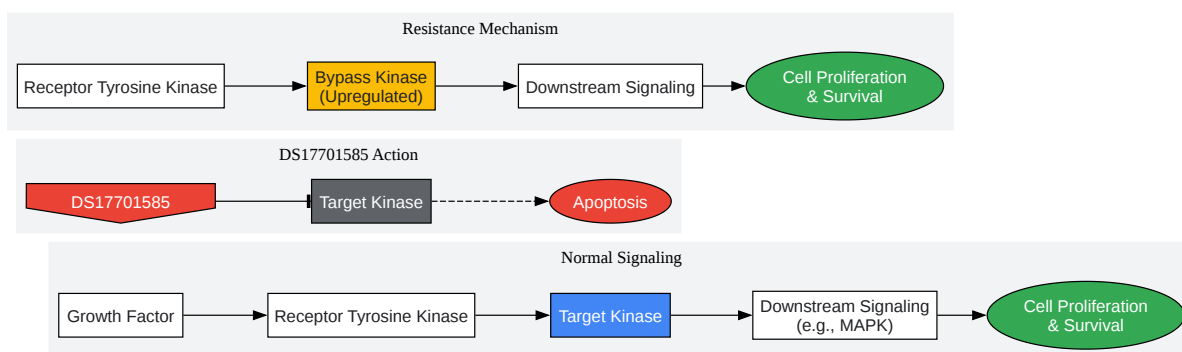 Resistance Mechanism
Receptor Tyrosine Kinase
Bypass Kinase
(Upregulated)
Downstream Signaling
Cell Proliferation
& Survival
DS17701585 Action
DS17701585
Target Kinase
Apoptosis
Normal Signaling
Growth Factor
Receptor Tyrosine Kinase
Target Kinase
Downstream Signaling
(e.g., MAPK)
Cell Proliferation
& Survival